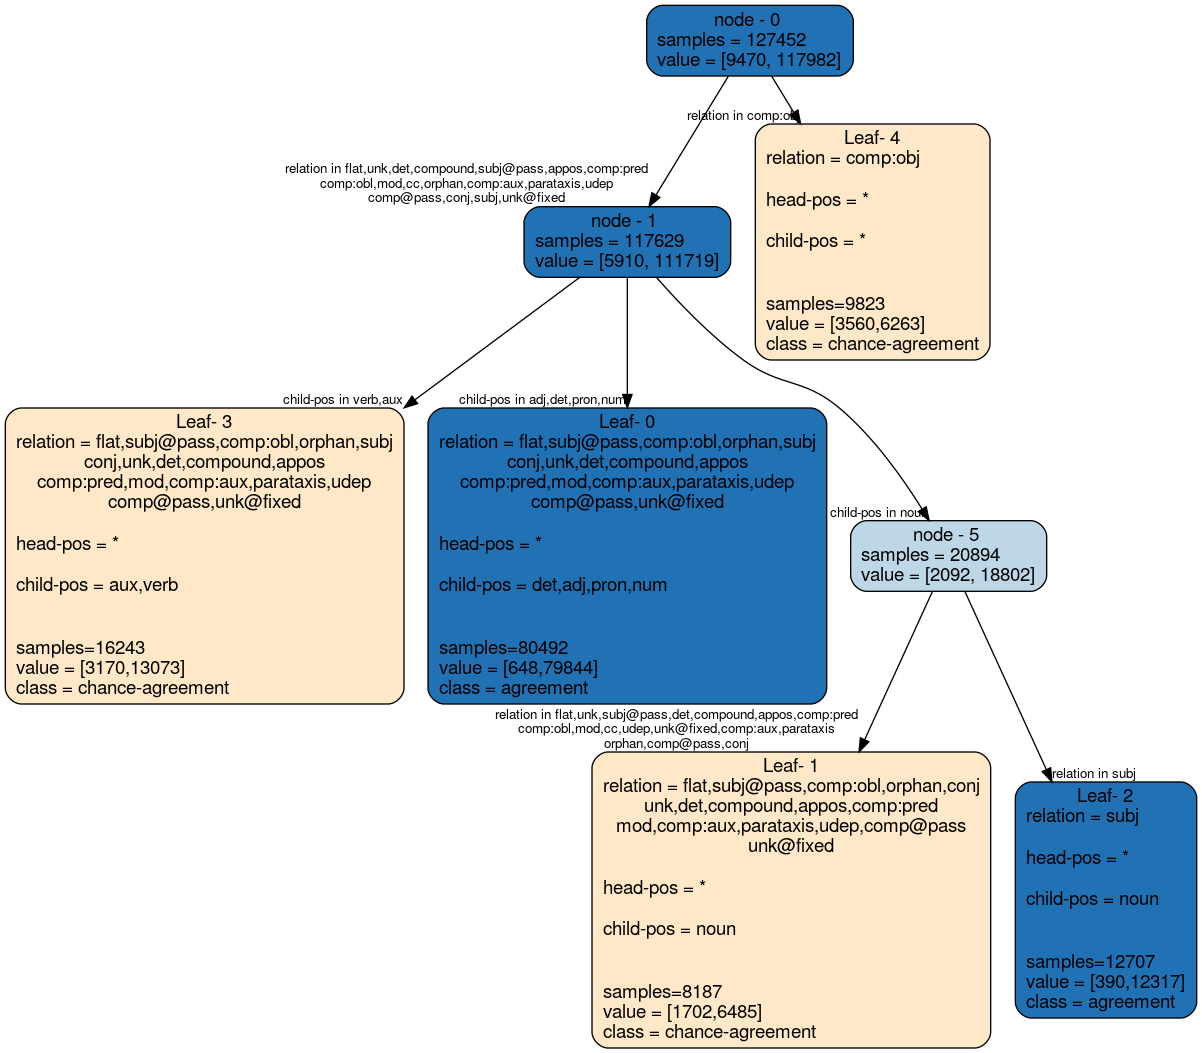 node - 0
samples = 127452
value = [9470, 117982]
relation in comp:obj
Leaf- 4
relation = comp:obj
head-pos = *
child-pos = *
samples=9823
value = [3560,6263]
class = chance-agreement
relation in flat,unk,det,compound,subj@pass,appos,comp:pred
comp:obl,mod,cc,orphan,comp:aux,parataxis,udep
comp@pass,conj,subj,unk@fixed
node - 1
samples = 117629
value = [5910, 111719]
child-pos in verb,aux
Leaf- 3
relation = flat,subj@pass,comp:obl,orphan,subj
conj,unk,det,compound,appos
comp:pred,mod,comp:aux,parataxis,udep
comp@pass,unk@fixed
head-pos = *
child-pos = aux,verb
samples=16243
value = [3170,13073]
class = chance-agreement
child-pos in adj,det,pron,num
Leaf- 0
relation = flat,subj@pass,comp:obl,orphan,subj
conj,unk,det,compound,appos
comp:pred,mod,comp:aux,parataxis,udep
comp@pass,unk@fixed
head-pos = *
child-pos = det,adj,pron,num
samples=80492
value = [648,79844]
class = agreement
child-pos in noun
node - 5
samples = 20894
value = [2092, 18802]
relation in flat,unk,subj@pass,det,compound,appos,comp:pred
comp:obl,mod,cc,udep,unk@fixed,comp:aux,parataxis
orphan,comp@pass,conj
Leaf- 1
relation = flat,subj@pass,comp:obl,orphan,conj
unk,det,compound,appos,comp:pred
mod,comp:aux,parataxis,udep,comp@pass
unk@fixed
head-pos = *
child-pos = noun
samples=8187
value = [1702,6485]
class = chance-agreement
relation in subj
Leaf- 2
relation = subj
head-pos = *
child-pos = noun
samples=12707
value = [390,12317]
class = agreement